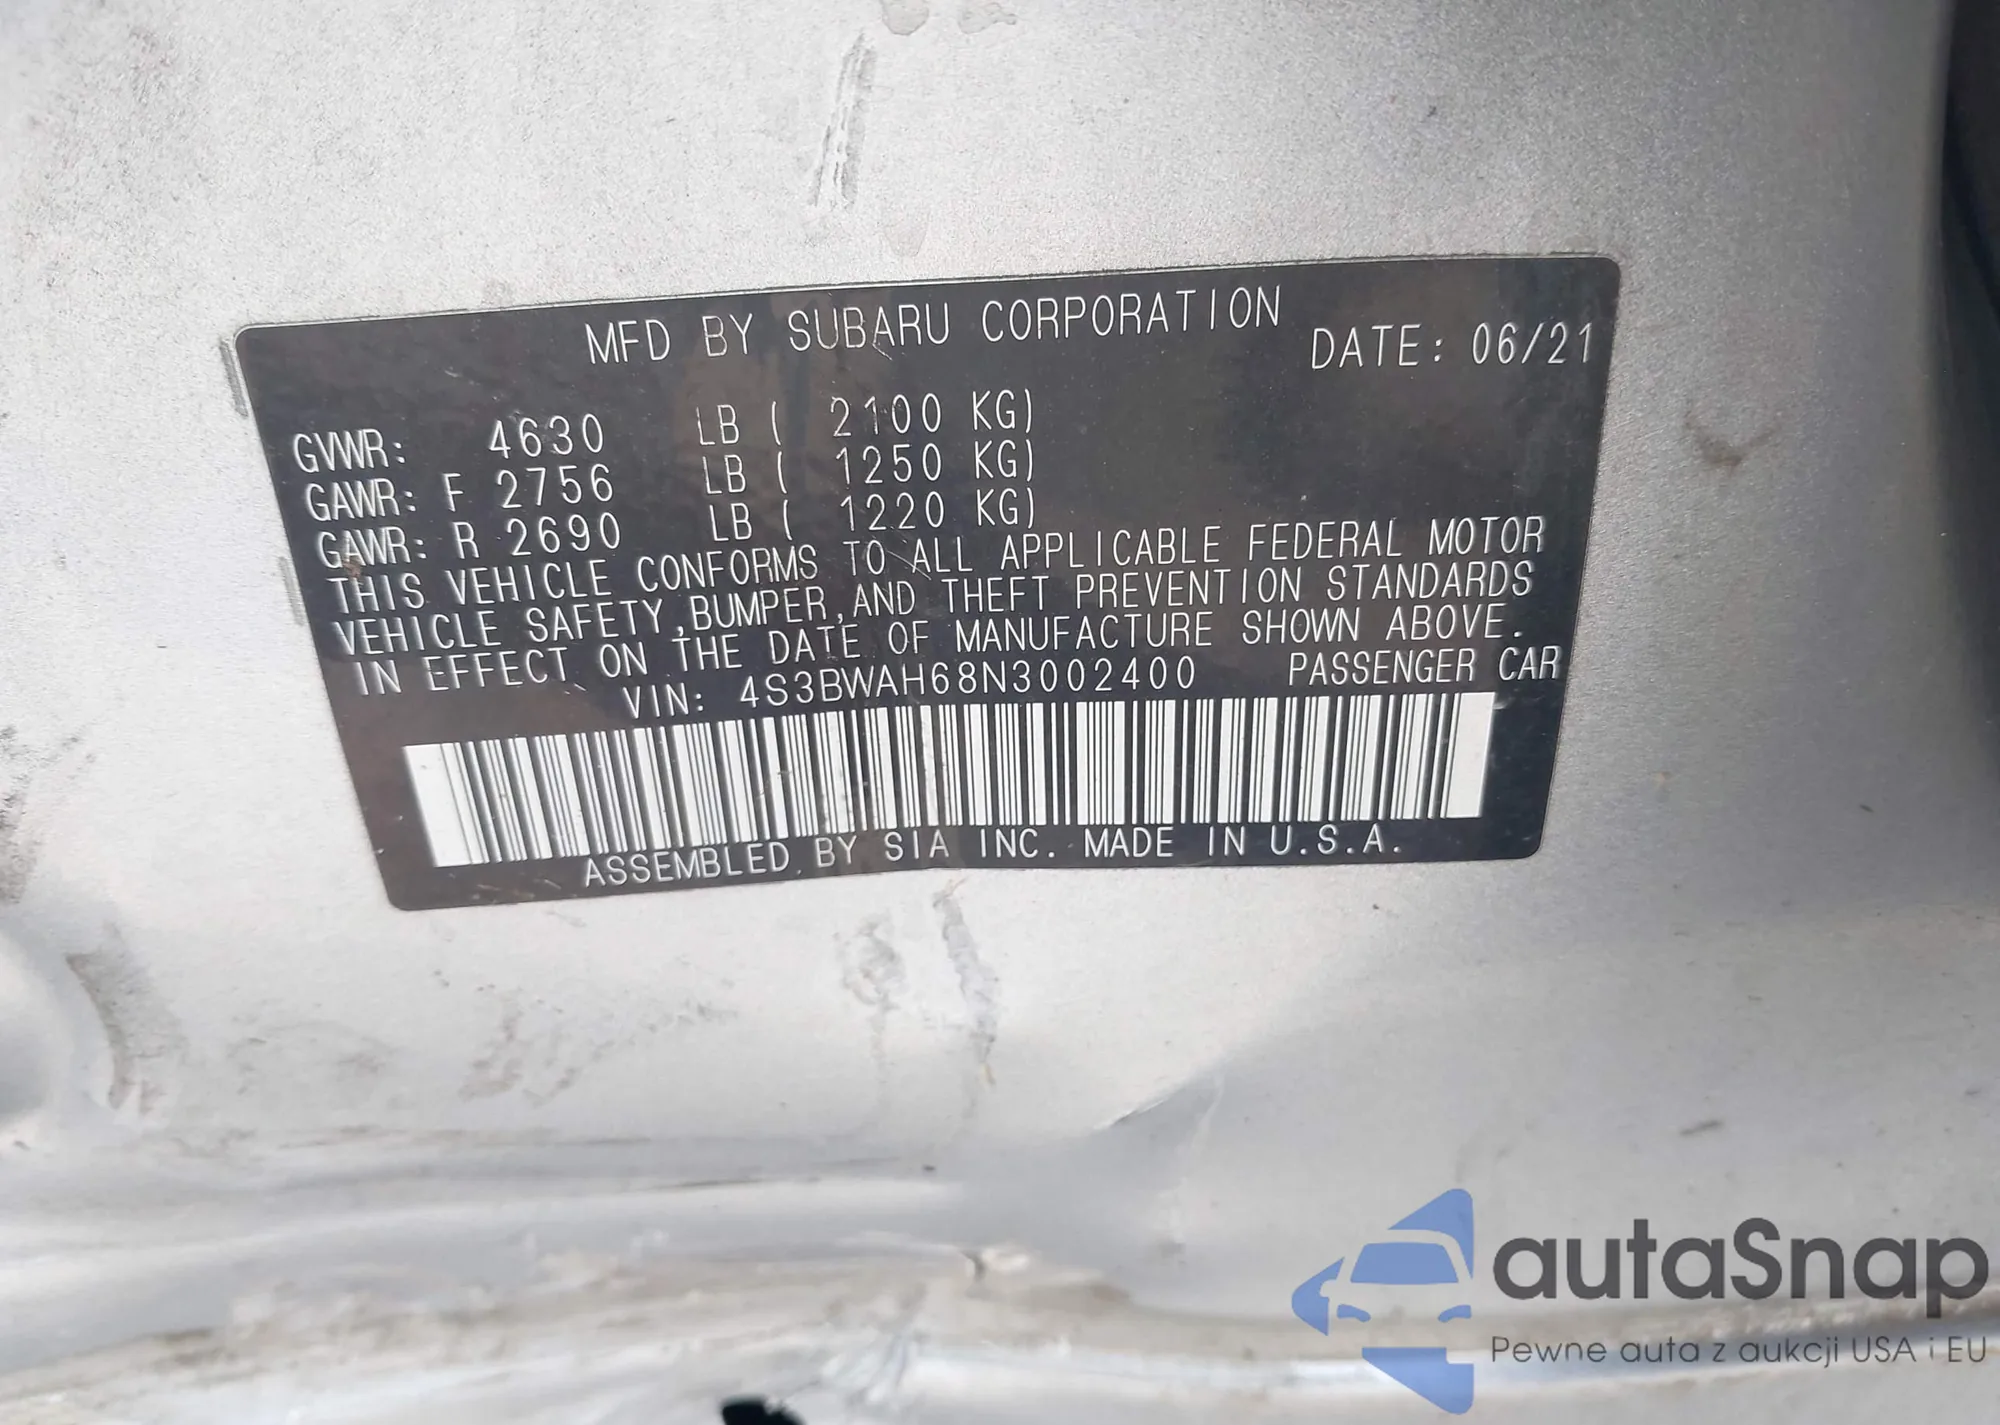 MFD BY SUBARU CORPORATION DATE: 06/21
GVWR: 4630 LB ( 2100 KG)
GAWR: F 2756 LB ( 1250 KG)
GAWR: R 2690 LB ( 1220 KG)
THIS VEHICLE CONFORMS TO ALL APPLICABLE FEDERAL MOTOR
VEHICLE SAFETY,BUMPER,AND THEFT PREVENTION STANDARDS
IN EFFECT ON THE DATE OF MANUFACTURE SHOWN ABOVE.
VIN: 4S3BWAH68N3002400 PASSENGER CAR
ASSEMBLED BY SIA INC. MADE IN U.S.A.
autaSnap
Pewne auta z aukcji USA i EU